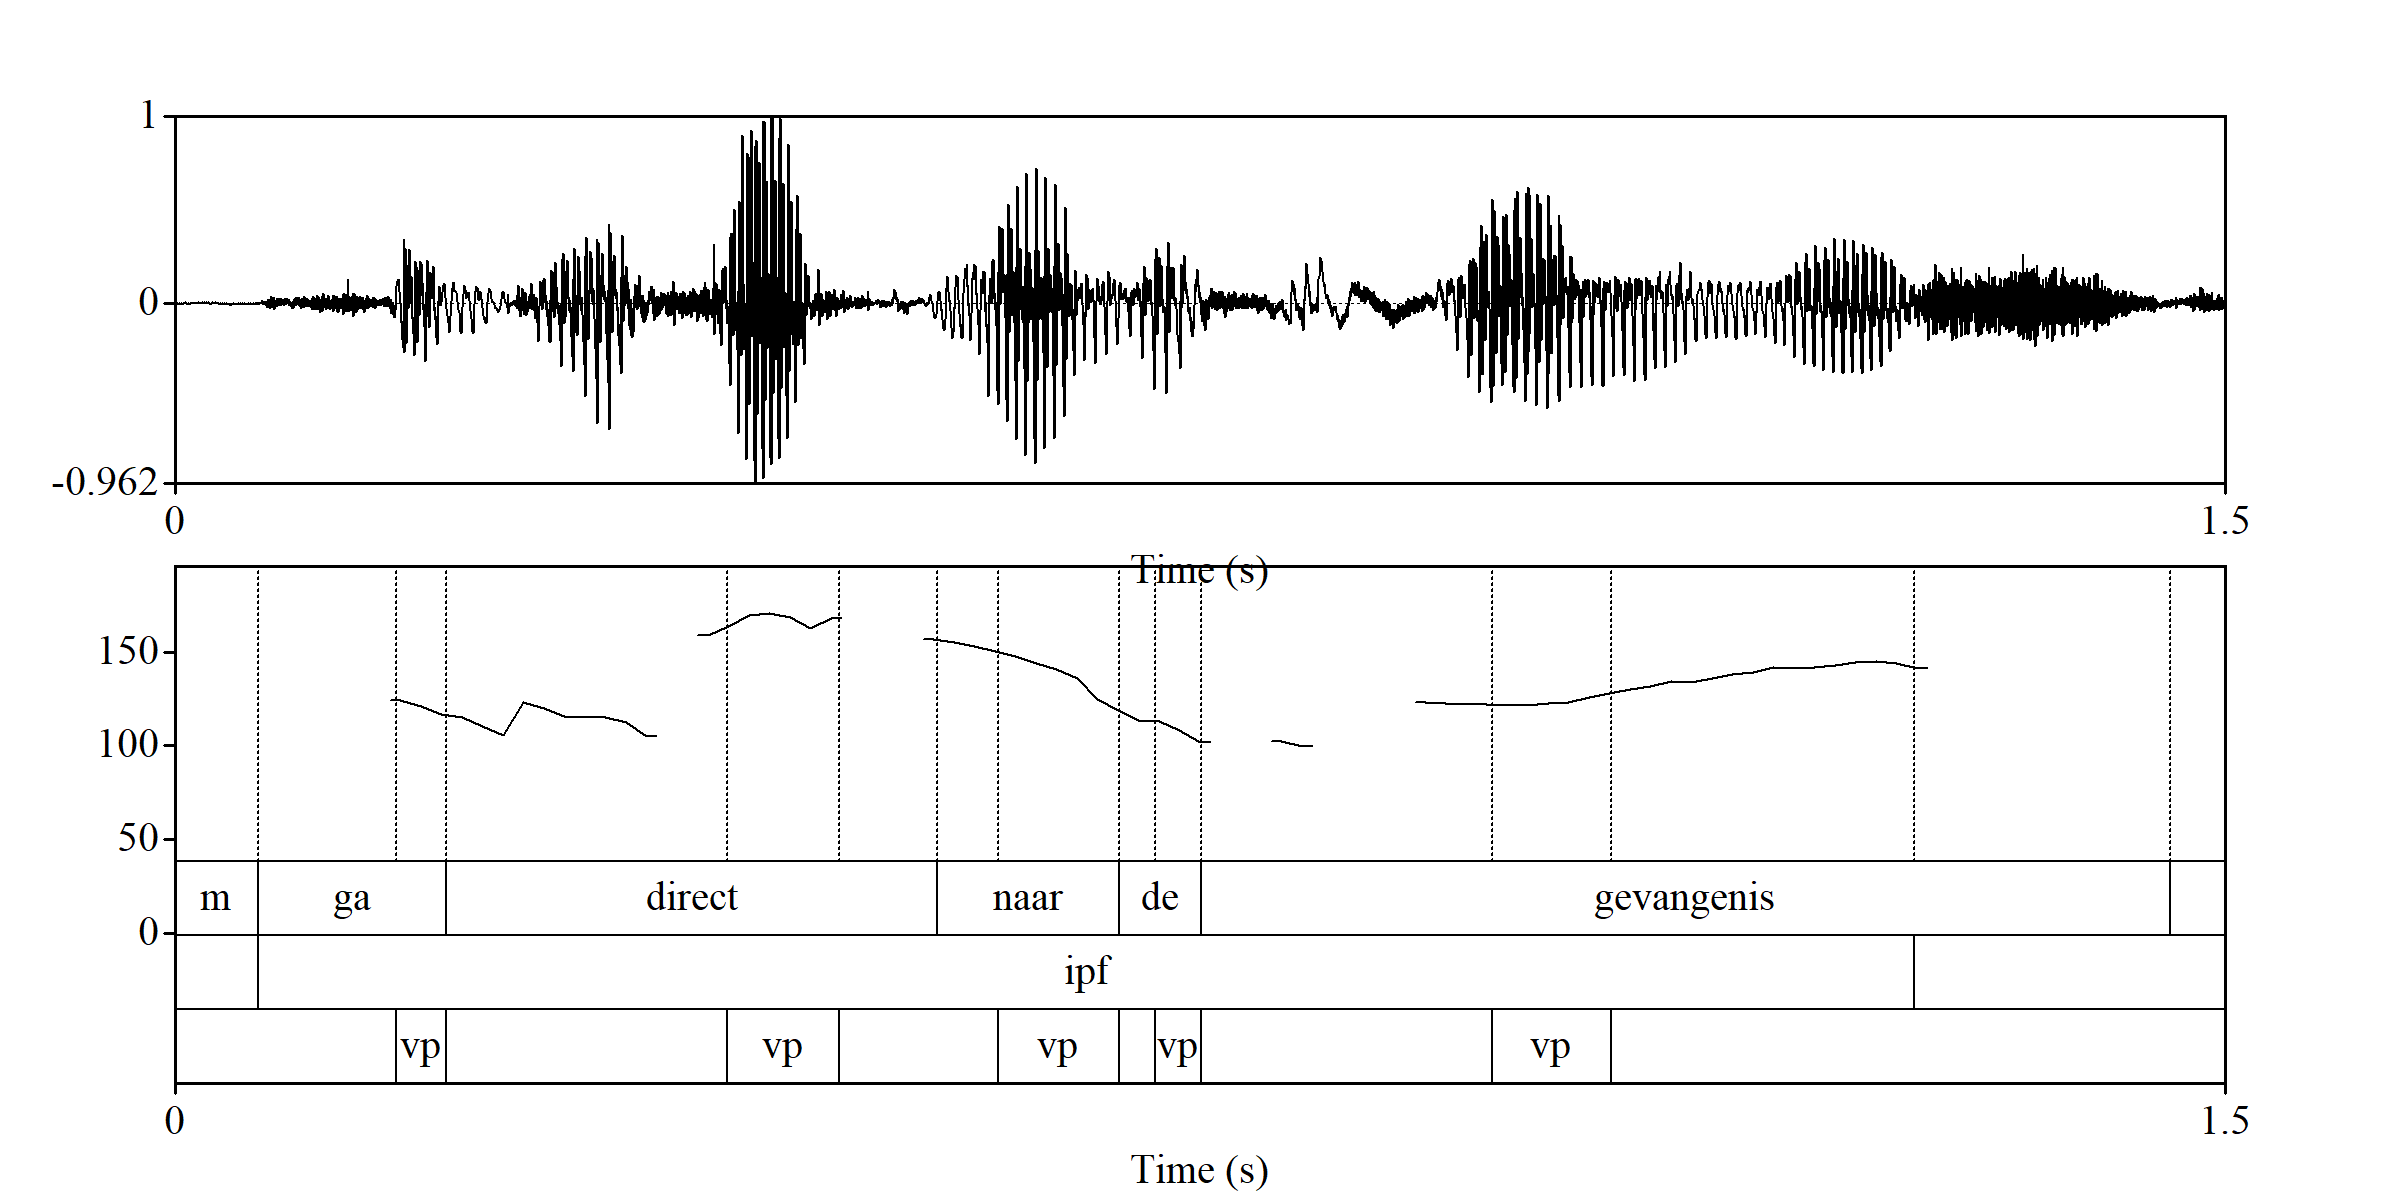 1
0
-0.962
0 1.5
Time (s)
150
100
50
0
m ga direct naar de gevangenis
ipf
vp vp vp vp vp
0 1.5
Time (s)